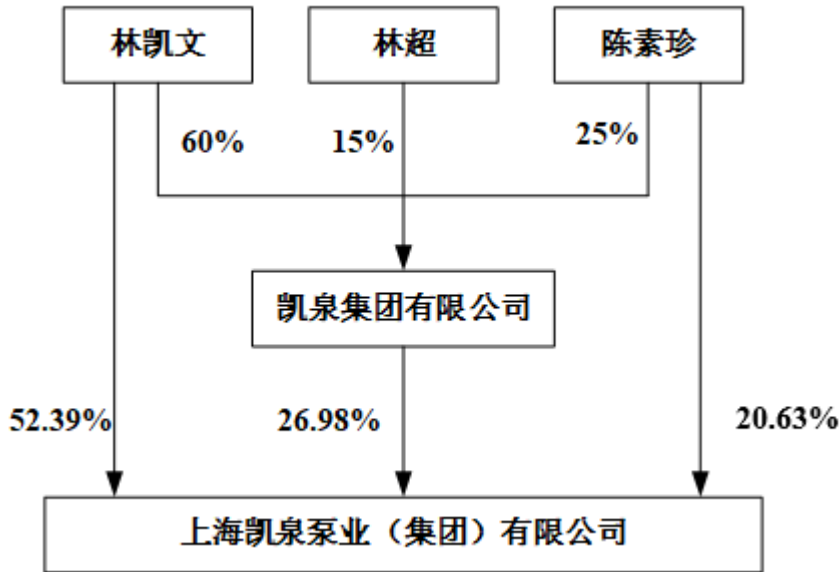 林凯文
林超
陈素珍
60%
15%
25%
凯泉集团有限公司
52.39%
26.98%
20.63%
上海凯泉泵业（集团）有限公司